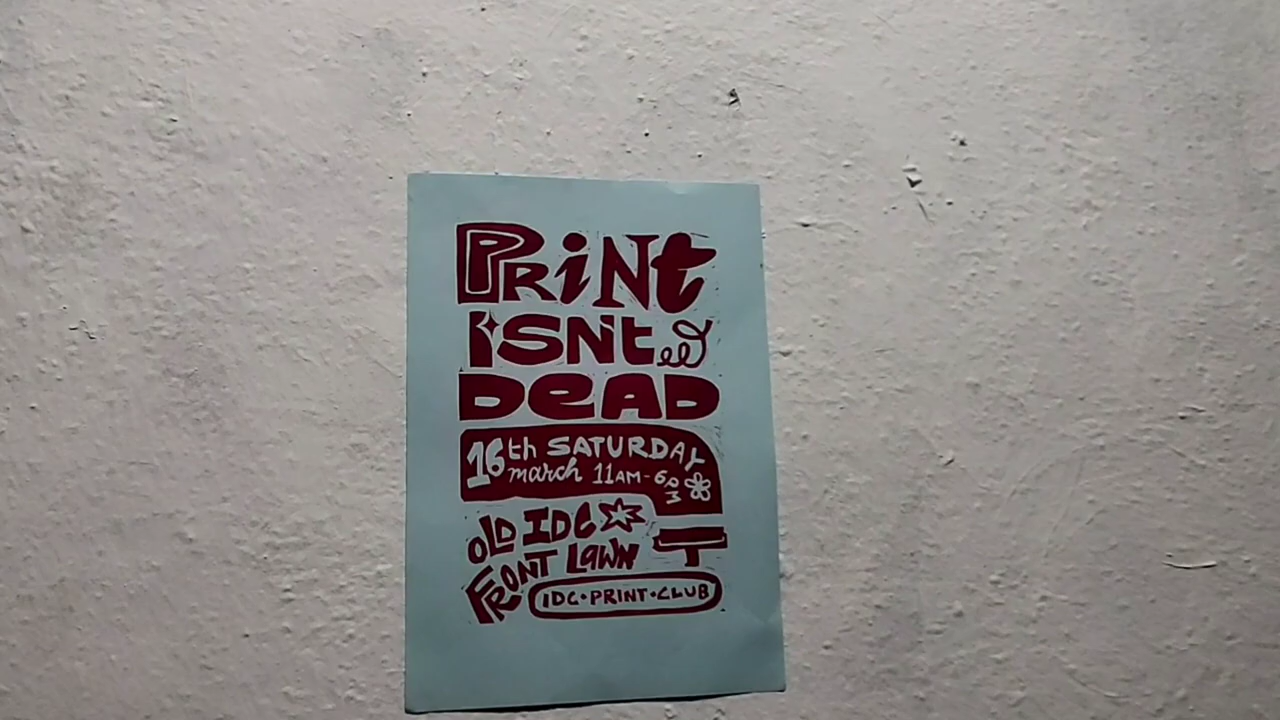 PRiNt
iSNt
DeAD
16th SATURDAY
march 11AM-6PM
OLD IDC
FRONT LAWN
IDC•PRINT•CLUB